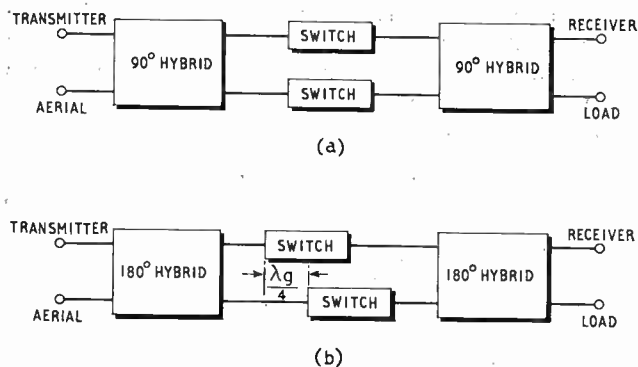 TRANSMITTER
SWITCH
RECEIVER
90° HYBRID
90° HYBRID
SWITCH
AERIAL
LOAD
(a)
TRANSMITTER
SWITCH
RECEIVER
180° HYBRID
λg
4
180° HYBRID
SWITCH
AERIAL
LOAD
(b)